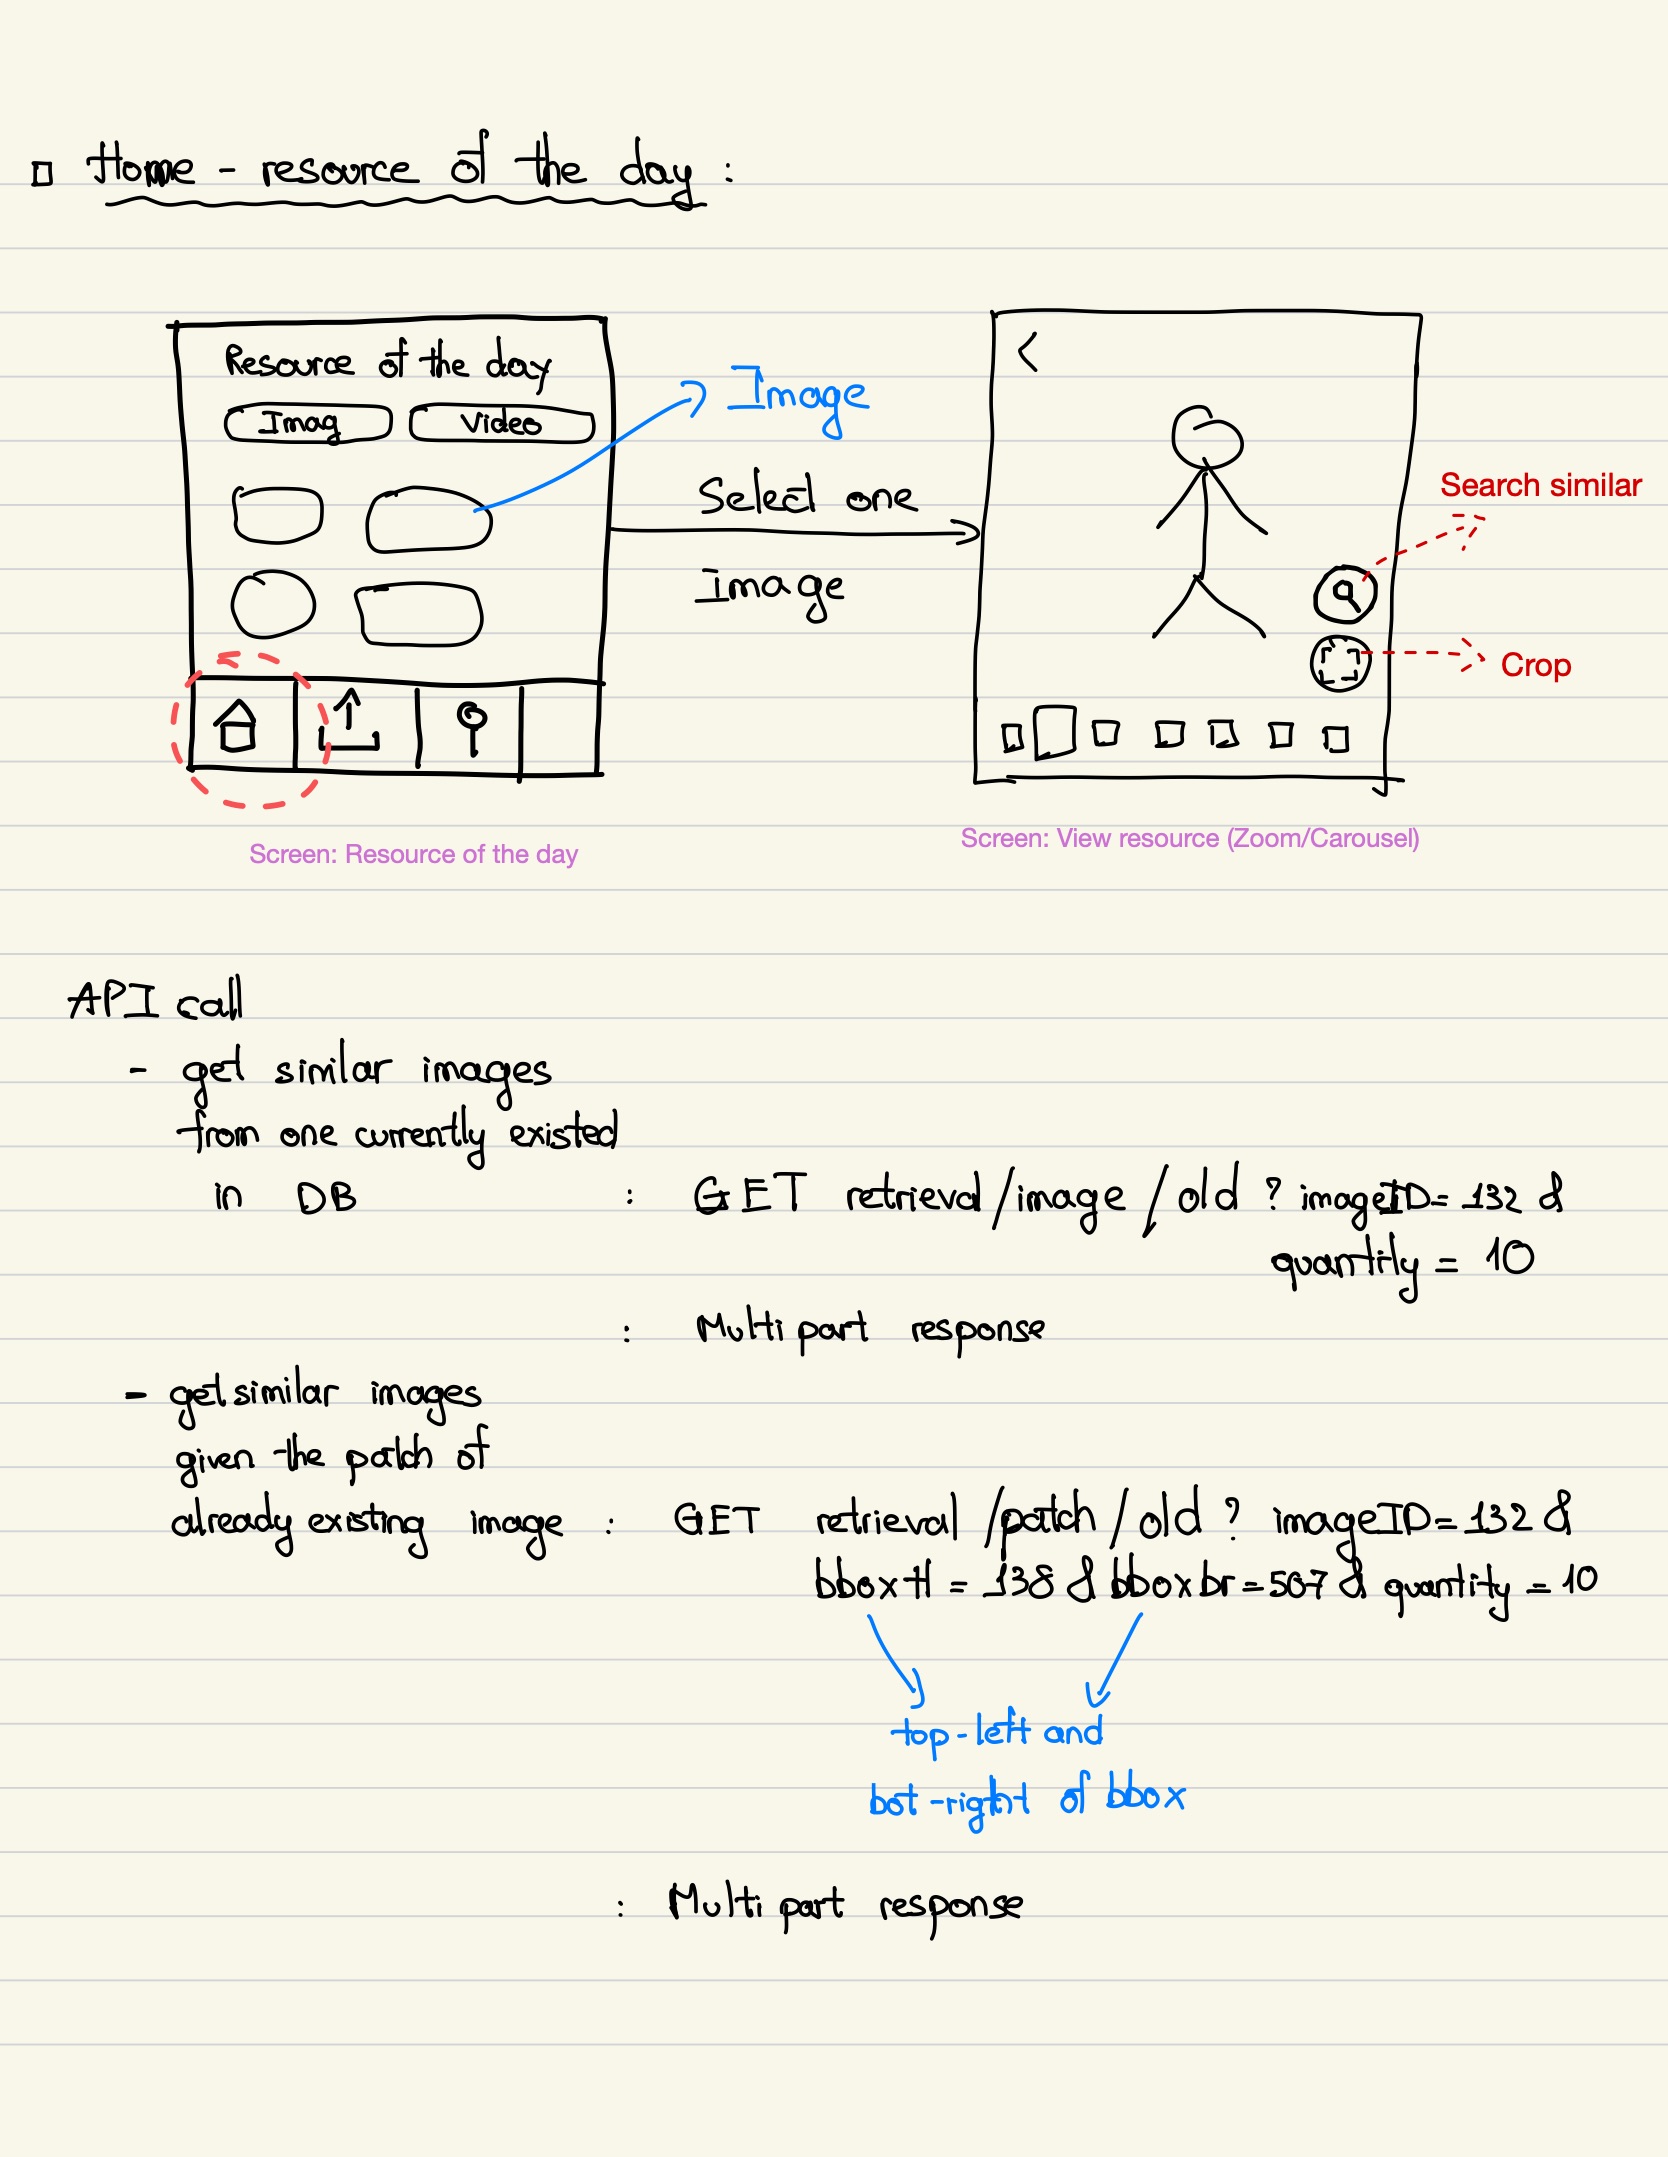 Home - resource of the day :
Resource of the day
Imag
Video
Image
Select one
Image
<
Search similar
Crop
Screen: Resource of the day
Screen: View resource (Zoom/Carousel)
API call
- get similar images
from one currently existed
in DB : GET retrieval/image/old ? imageID=132 &
quantity = 10
: Multipart response
- get similar images
given the patch of
already existing image : GET retrieval/patch/old ? imageID=132 &
bboxtl = 138 & bboxbr=507 & quantity = 10
top-left and
bot-right of bbox
: Multipart response